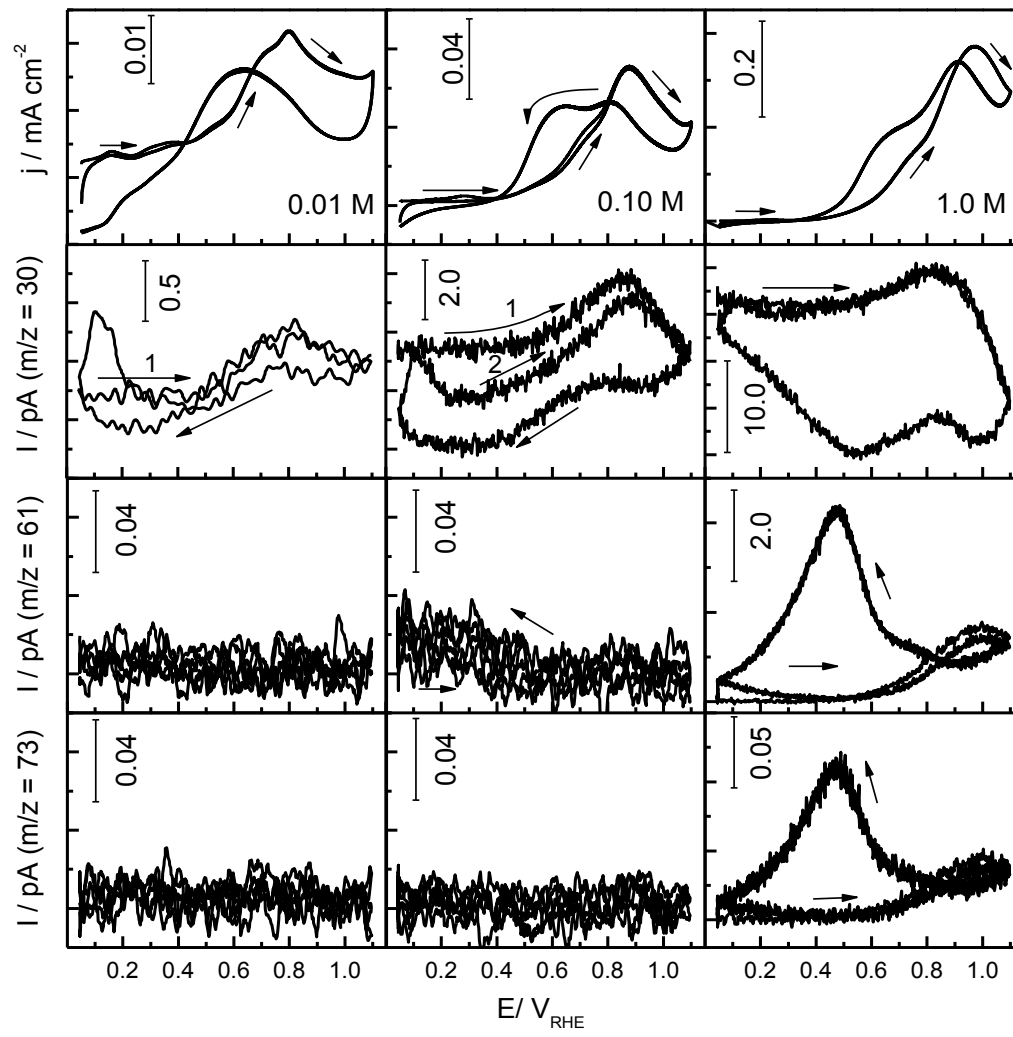 j / mA cm-2
0.01
0.01 M
0.04
0.10 M
0.2
1.0 M
I / pA (m/z = 30)
0.5
1
2.0
1
2
10.0
I / pA (m/z = 61)
0.04
0.04
2.0
I / pA (m/z = 73)
0.04
0.04
0.05
0.2 0.4 0.6 0.8 1.0 0.2 0.4 0.6 0.8 1.0 0.2 0.4 0.6 0.8 1.0
E/ VRHE